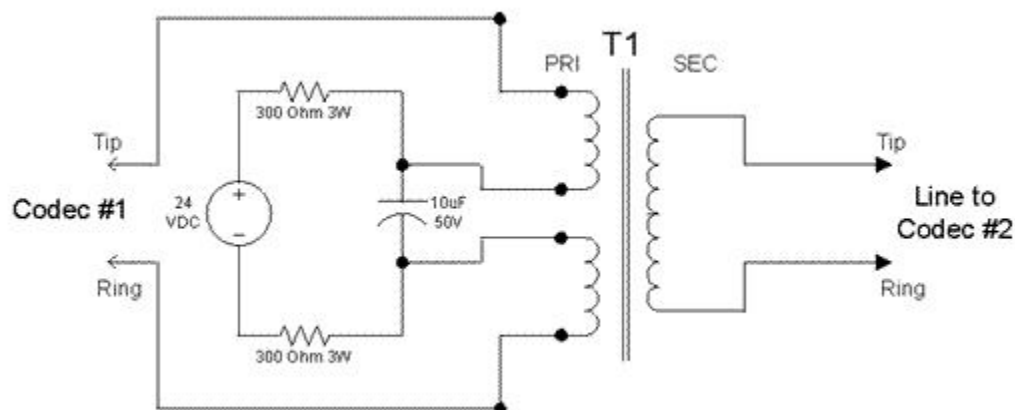 T1
PRI
SEC
300 Ohm 3W
Tip
Codec #1
Ring
24
VDC
+
-
10uF
50V
300 Ohm 3W
Tip
Line to
Codec #2
Ring